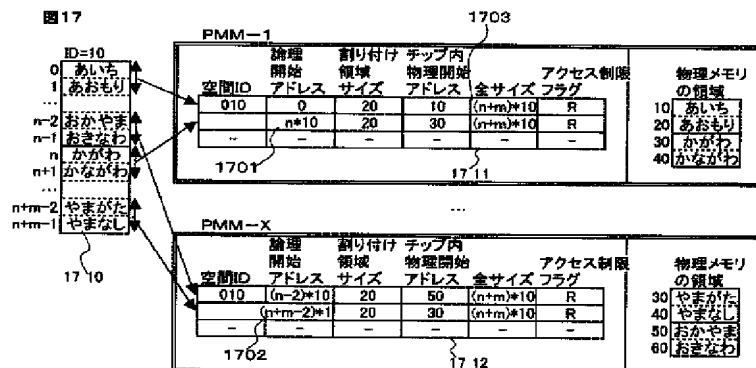 図17
ID=10
0 あいち
1 あおもり
...
n-2 おかやま
n-1 おきなわ
n かがわ
n+1 かながわ
...
n+m-2 やまがた
n+m-1 やまなし
17 10
PMM-1
1703
空間ID 論理開始アドレス 割り付け領域サイズ チップ内物理開始アドレス 全サイズ アクセス制限フラグ
010 0 20 10 (n+m)*10 R
n*10 20 30 (n+m)*10 R
- - - - - -
1701
17 11
物理メモリの領域
10 あいち
20 あおもり
30 かがわ
40 かながわ
...
PMM-X
空間ID 論理開始アドレス 割り付け領域サイズ チップ内物理開始アドレス 全サイズ アクセス制限フラグ
010 (n-2)*10 20 50 (n+m)*10 R
(n+m-2)*1 20 30 (n+m)*10 R
- - - - - -
1702
17 12
物理メモリの領域
30 やまがた
40 やまなし
50 おかやま
60 おきなわ